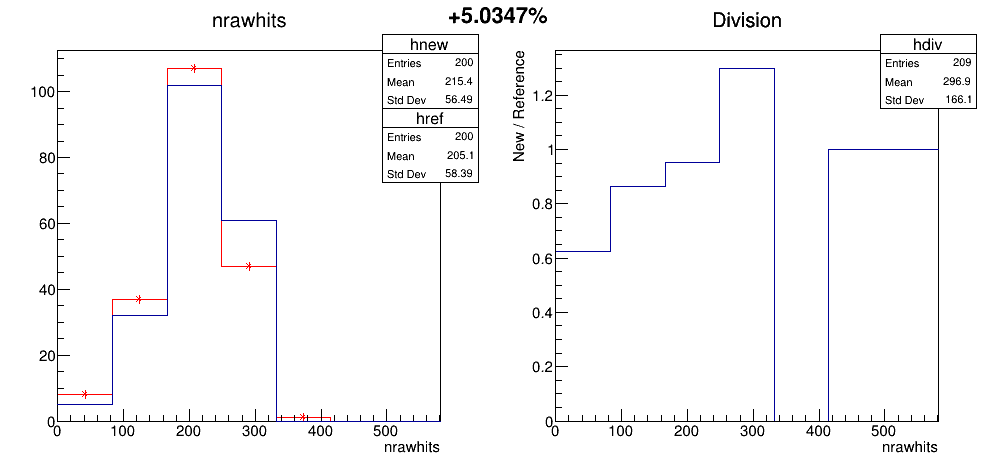 +5.0347%
nrawhits
hnew
Entries 200
Mean 215.4
Std Dev 56.49
href
Entries 200
Mean 205.1
Std Dev 58.39
100
80
60
40
20
0
0 100 200 300 400 500
nrawhits
Division
hdiv
Entries 209
Mean 296.9
Std Dev 166.1
New / Reference
1.2
1
0.8
0.6
0.4
0.2
0
0 100 200 300 400 500
nrawhits